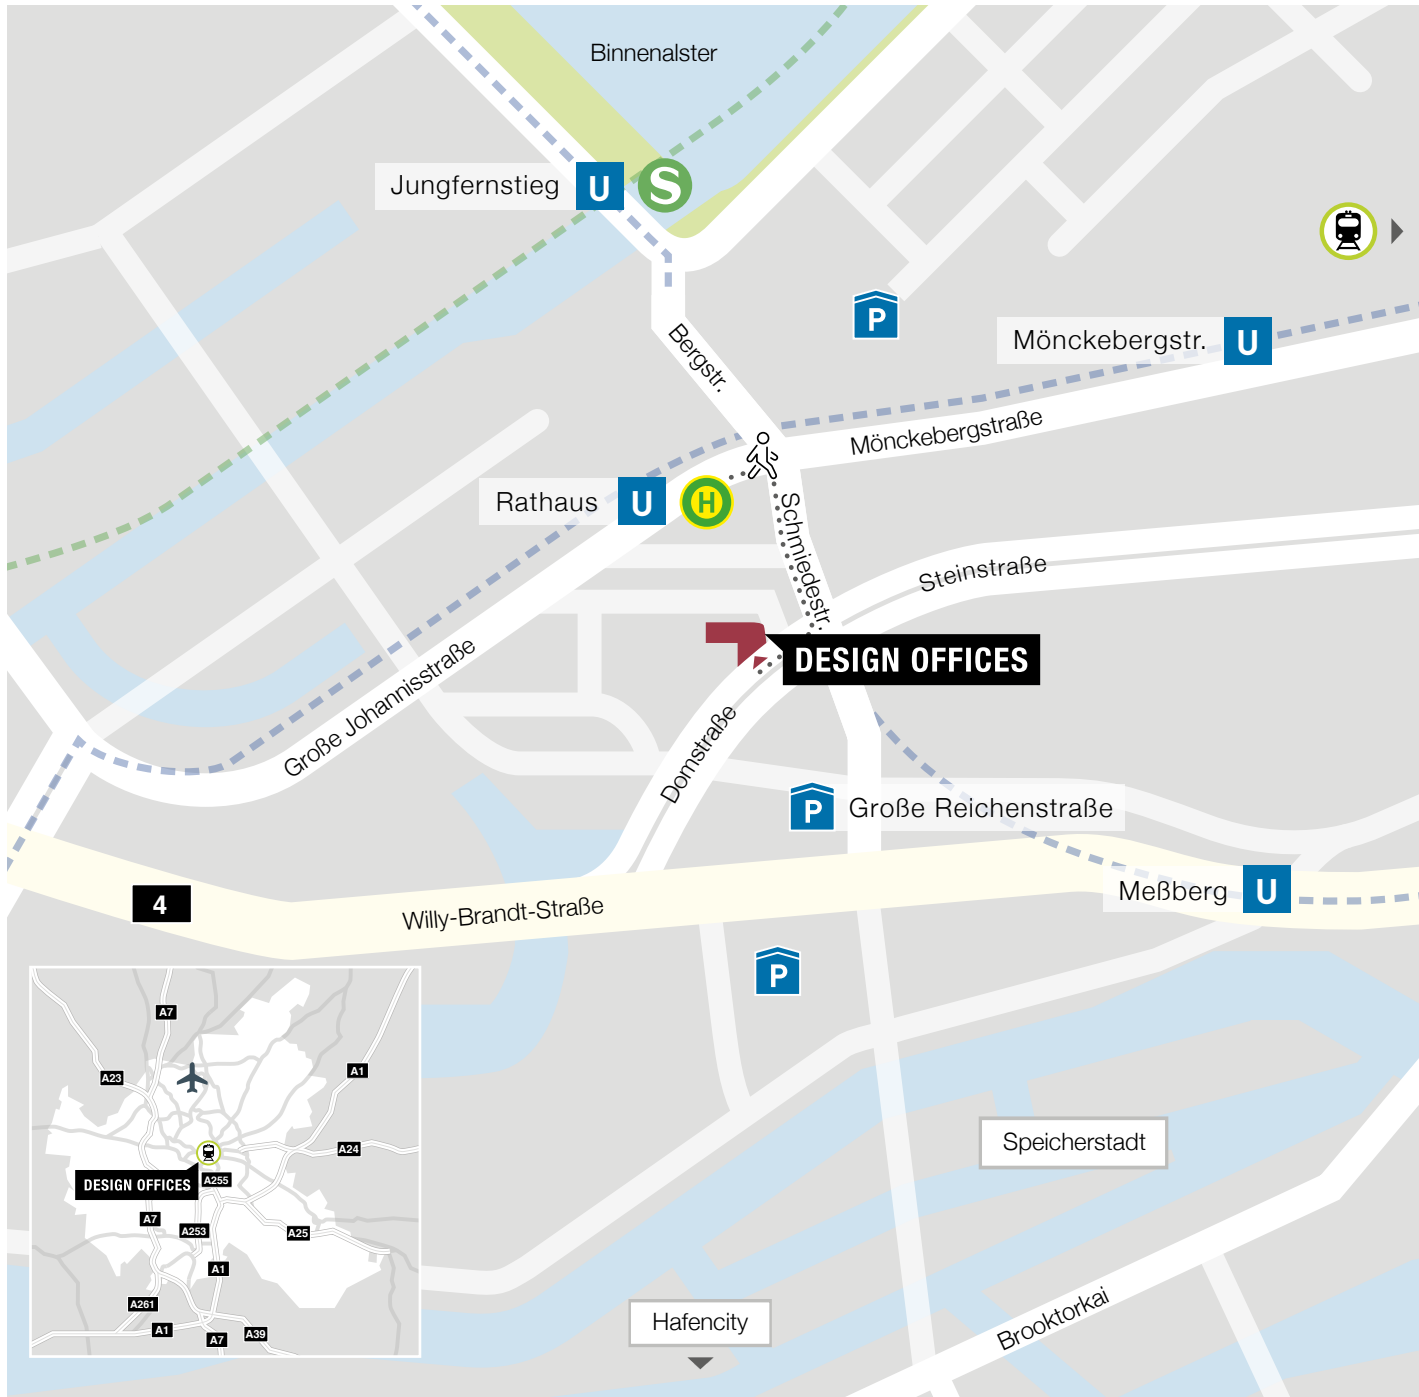 Binnenalster
Jungfernstieg
U
S
P
Mönckebergstr.
U
Bergstr.
Mönckebergstraße
Rathaus
U
H
Schmiedestr.
Steinstraße
DESIGN OFFICES
Große Johannisstraße
Domstraße
P
Große Reichenstraße
Meßberg
U
4
Willy-Brandt-Straße
P
A7
A23
A1
A24
DESIGN OFFICES
A255
A7
A253
A25
A1
A261
A1
A7
A39
Speicherstadt
Hafencity
Brooktorkai